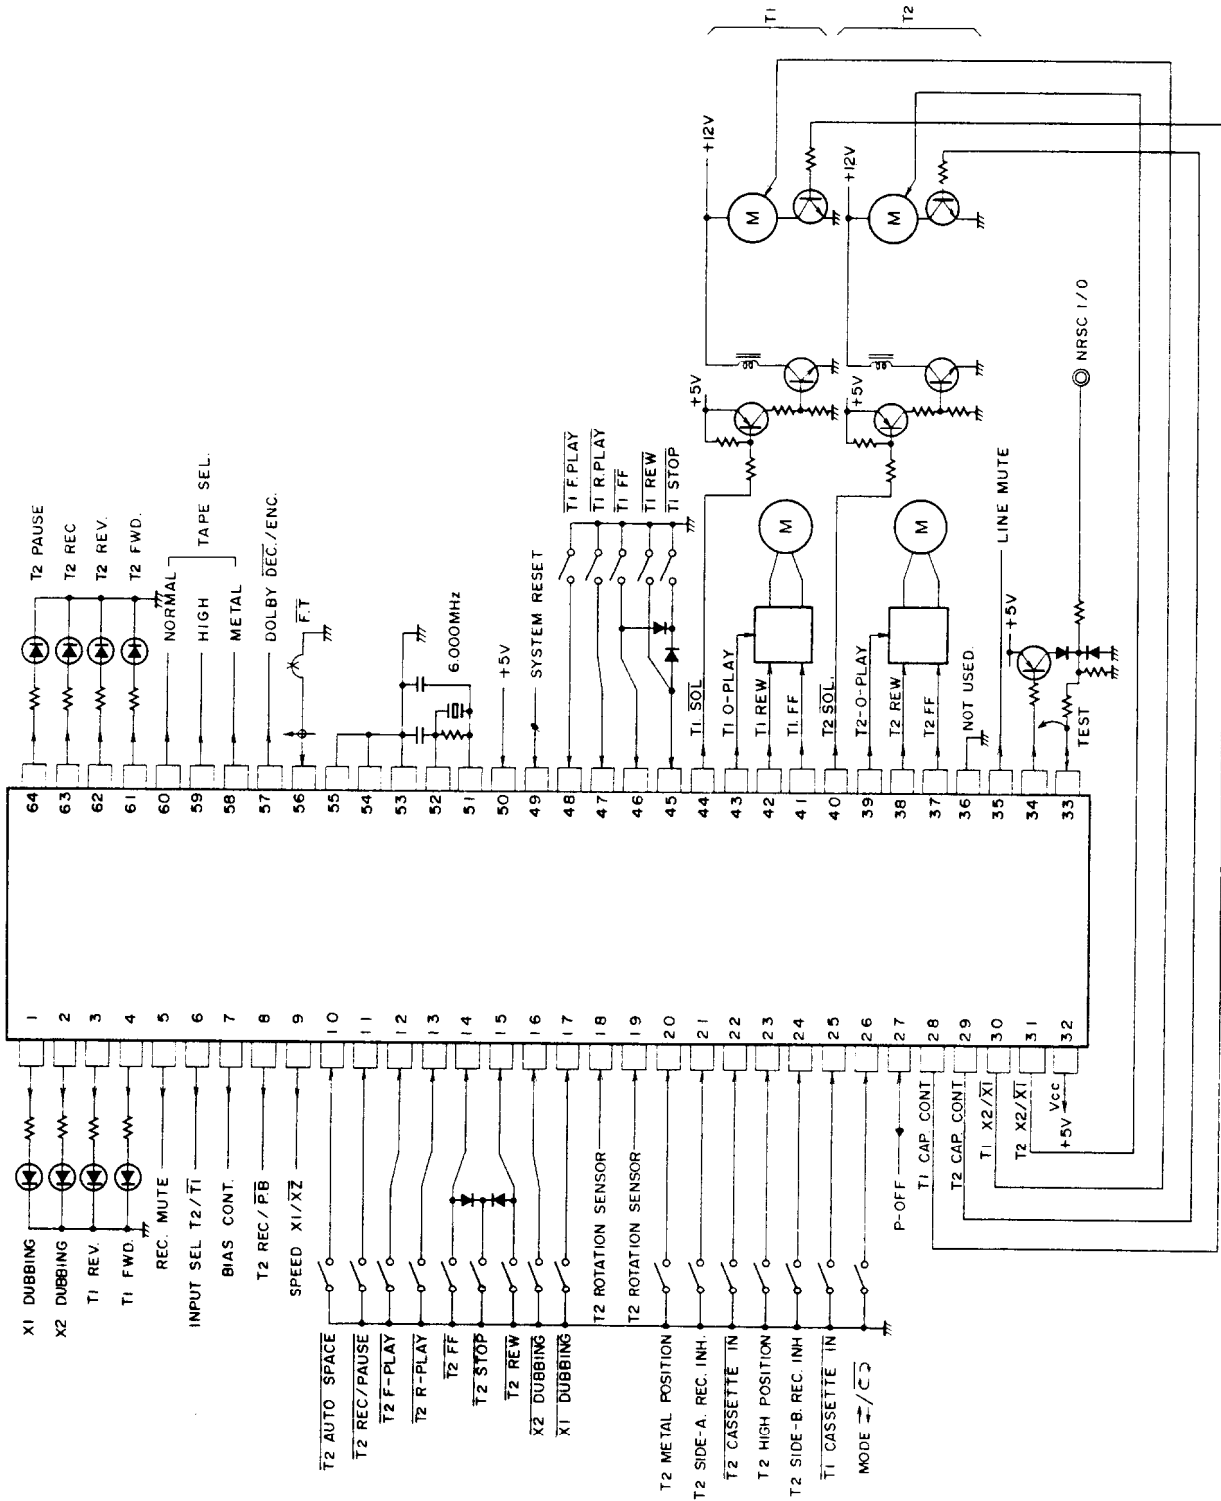 T1
T2
+12V
+12V
+5V
+5V
M
M
M
M
NRSC I/O
T2 PAUSE
T2 REC
T2 REV.
T2 FWD.
NORMAL
HIGH
METAL
TAPE SEL.
DOLBY DEC./ENC.
F.T
6.000MHz
+5V
SYSTEM RESET
T1 F.PLAY
T1 R.PLAY
T1 FF
T1 REW
T1 STOP
T1 SOL
T1 O-PLAY
T1 REW
T1 FF
T2 SOL.
T2-O-PLAY
T2 REW
T2 FF
NOT USED.
LINE MUTE
+5V
TEST
64
63
62
61
60
59
58
57
56
55
54
53
52
51
50
49
48
47
46
45
44
43
42
41
40
39
38
37
36
35
34
33
1
2
3
4
5
6
7
8
9
10
11
12
13
14
15
16
17
18
19
20
21
22
23
24
25
26
27
28
29
30
31
32
X1 DUBBING
X2 DUBBING
T1 REV.
T1 FWD.
REC. MUTE
INPUT SEL T2/T1
BIAS CONT.
T2 REC/PB
SPEED X1/X2
T2 AUTO SPACE
T2 REC/PAUSE
T2 F-PLAY
T2 R-PLAY
T2 FF
T2 STOP
T2 REW
X2 DUBBING
X1 DUBBING
T2 ROTATION SENSOR
T2 ROTATION SENSOR
T2 METAL POSITION
T2 SIDE-A. REC. INH.
T2 CASSETTE IN
T2 HIGH POSITION
T2 SIDE-B. REC. INH
T1 CASSETTE IN
MODE ⇄/⊂⊃
P-OFF
T1 CAP CONT
T2 CAP CONT
T1 X2/X1
T2 X2/X1
Vcc
+5V